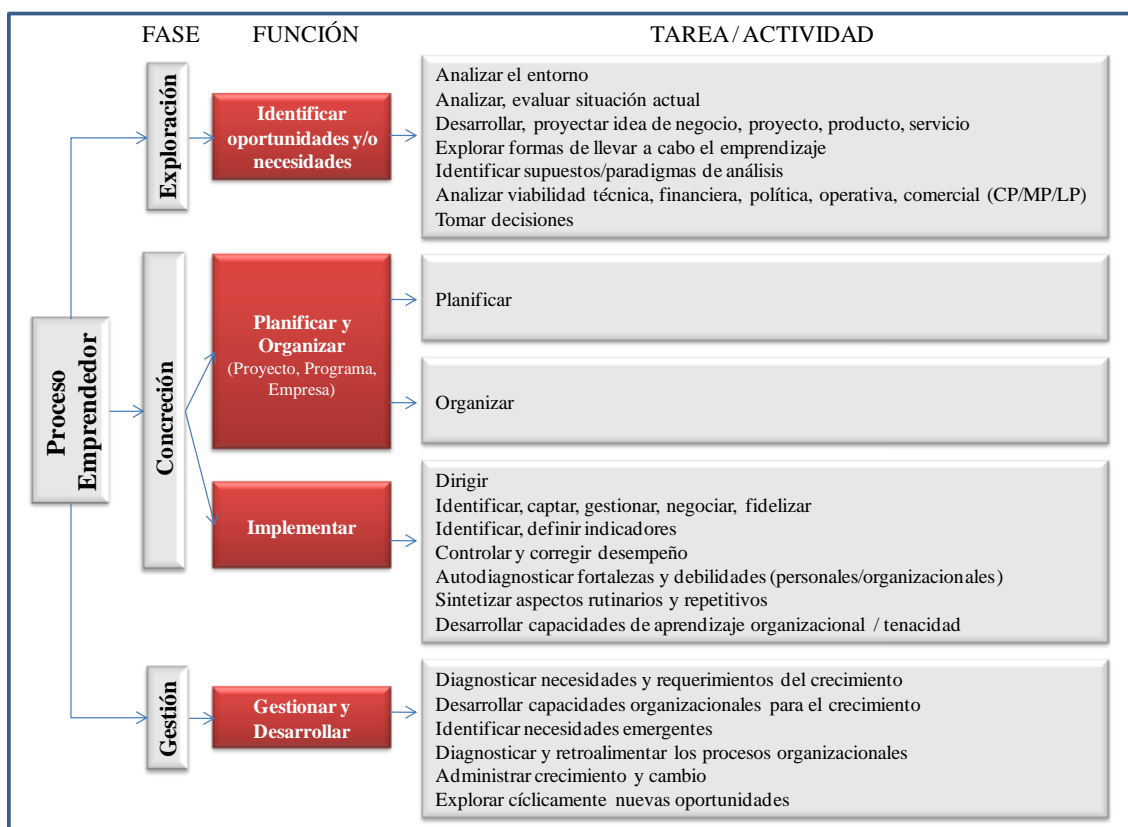 FASE
FUNCIÓN
TAREA / ACTIVIDAD
Proceso
Emprendedor
Exploración
Identificar
oportunidades y/o
necesidades
Analizar el entorno
Analizar, evaluar situación actual
Desarrollar, proyectar idea de negocio, proyecto, producto, servicio
Explorar formas de llevar a cabo el emprendizaje
Identificar supuestos/paradigmas de análisis
Analizar viabilidad técnica, financiera, política, operativa, comercial (CP/MP/LP)
Tomar decisiones
Concreción
Planificar y
Organizar
(Proyecto, Programa,
Empresa)
Planificar
Organizar
Implementar
Dirigir
Identificar, captar, gestionar, negociar, fidelizar
Identificar, definir indicadores
Controlar y corregir desempeño
Autodiagnosticar fortalezas y debilidades (personales/organizacionales)
Sintetizar aspectos rutinarios y repetitivos
Desarrollar capacidades de aprendizaje organizacional / tenacidad
Gestión
Gestionar y
Desarrollar
Diagnosticar necesidades y requerimientos del crecimiento
Desarrollar capacidades organizacionales para el crecimiento
Identificar necesidades emergentes
Diagnosticar y retroalimentar los procesos organizacionales
Administrar crecimiento y cambio
Explorar cíclicamente nuevas oportunidades